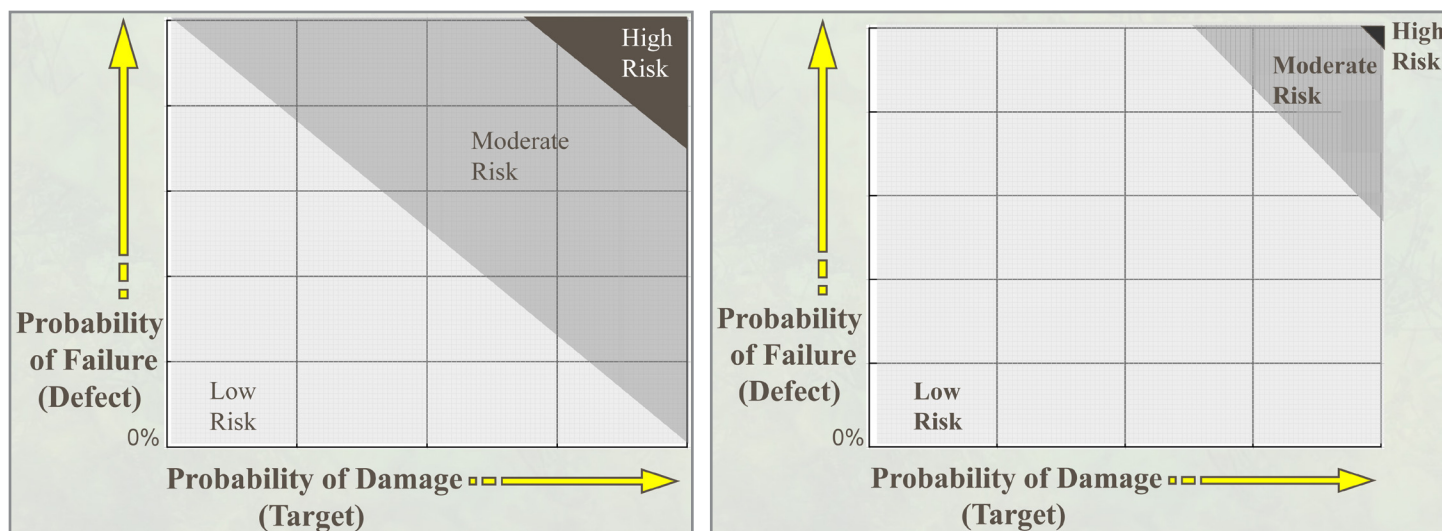 High
Risk
Moderate
Risk
Probability
of Failure
(Defect)
Low
Risk
0%
Probability of Damage
(Target)
High
Risk
Moderate
Risk
Probability
of Failure
(Defect)
Low
Risk
0%
Probability of Damage
(Target)